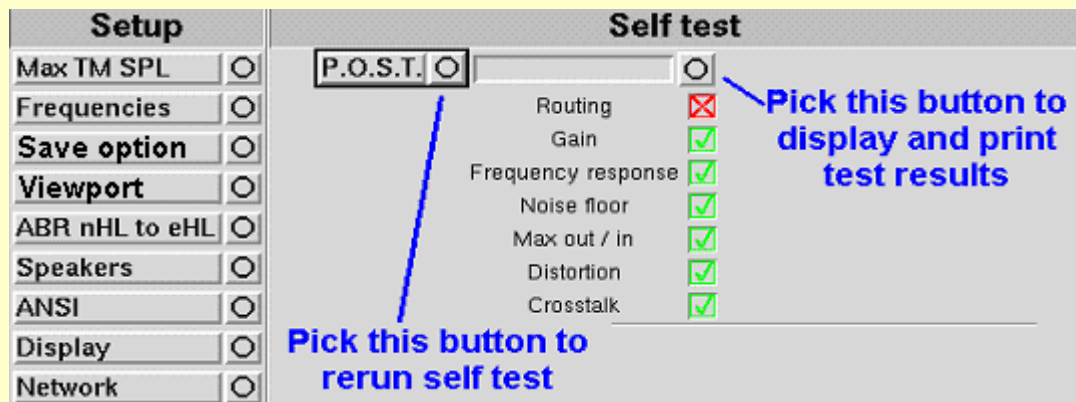 Setup
Max TM SPL
Frequencies
Save option
Viewport
ABR nHL to eHL
Speakers
ANSI
Display
Network
Self test
P.O.S.T.
Routing
Gain
Frequency response
Noise floor
Max out / in
Distortion
Crosstalk
Pick this button to
display and print
test results
Pick this button to
rerun self test